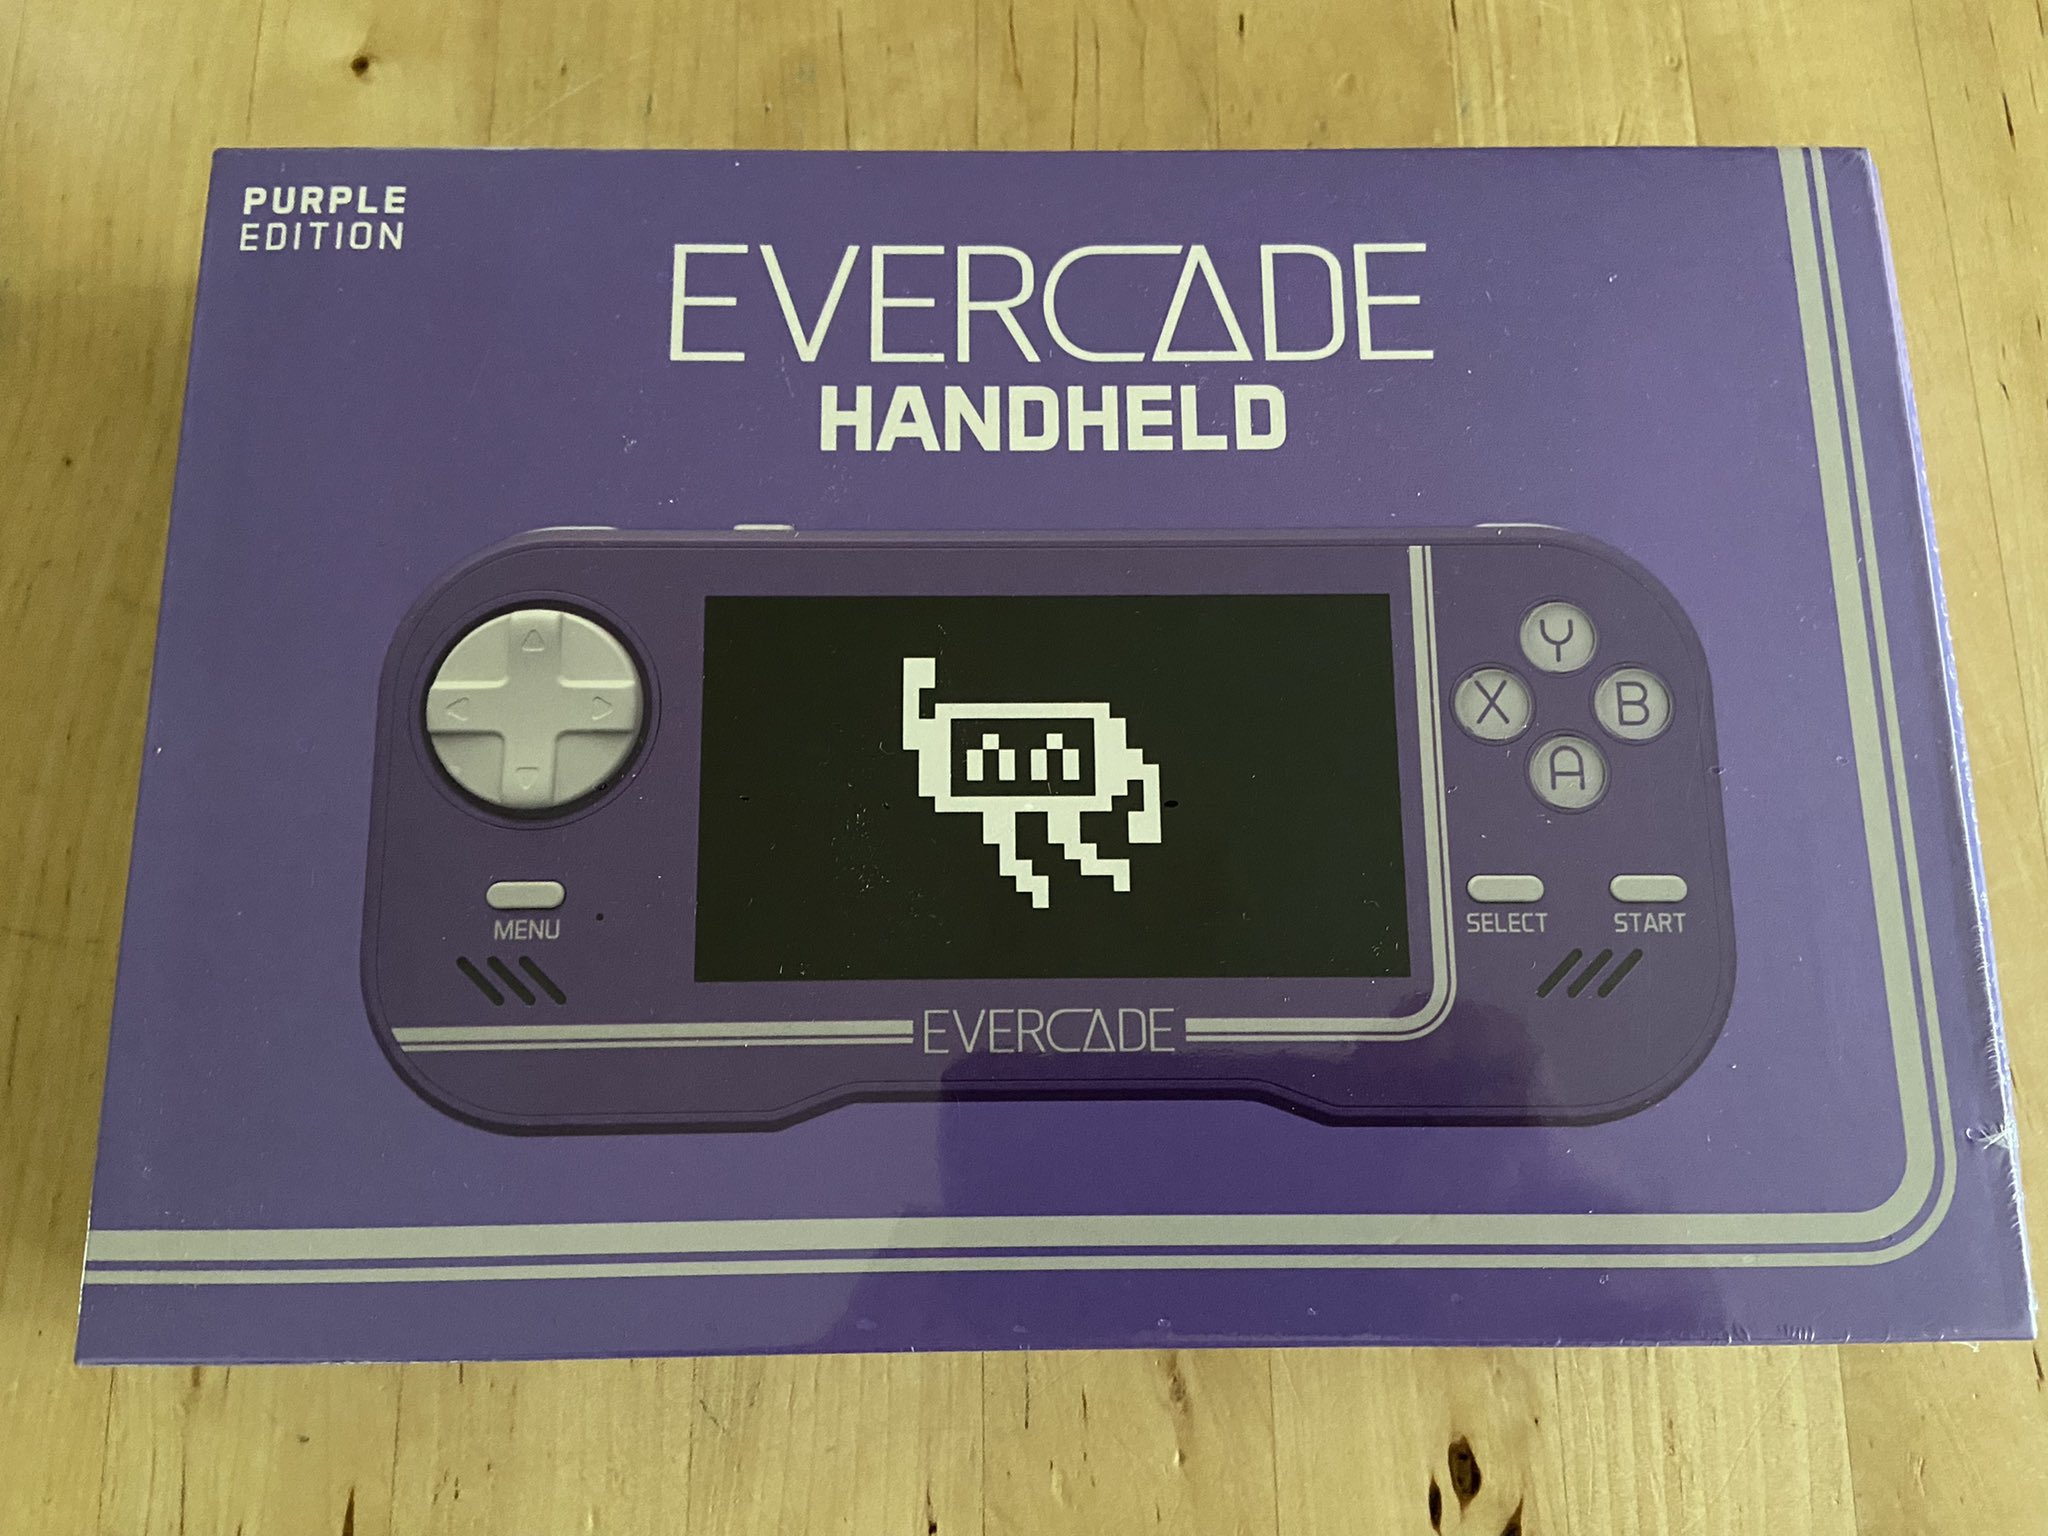 PURPLE
EDITION
EVERCADE
HANDHELD
Y
X B
A
MENU
SELECT START
EVERCADE